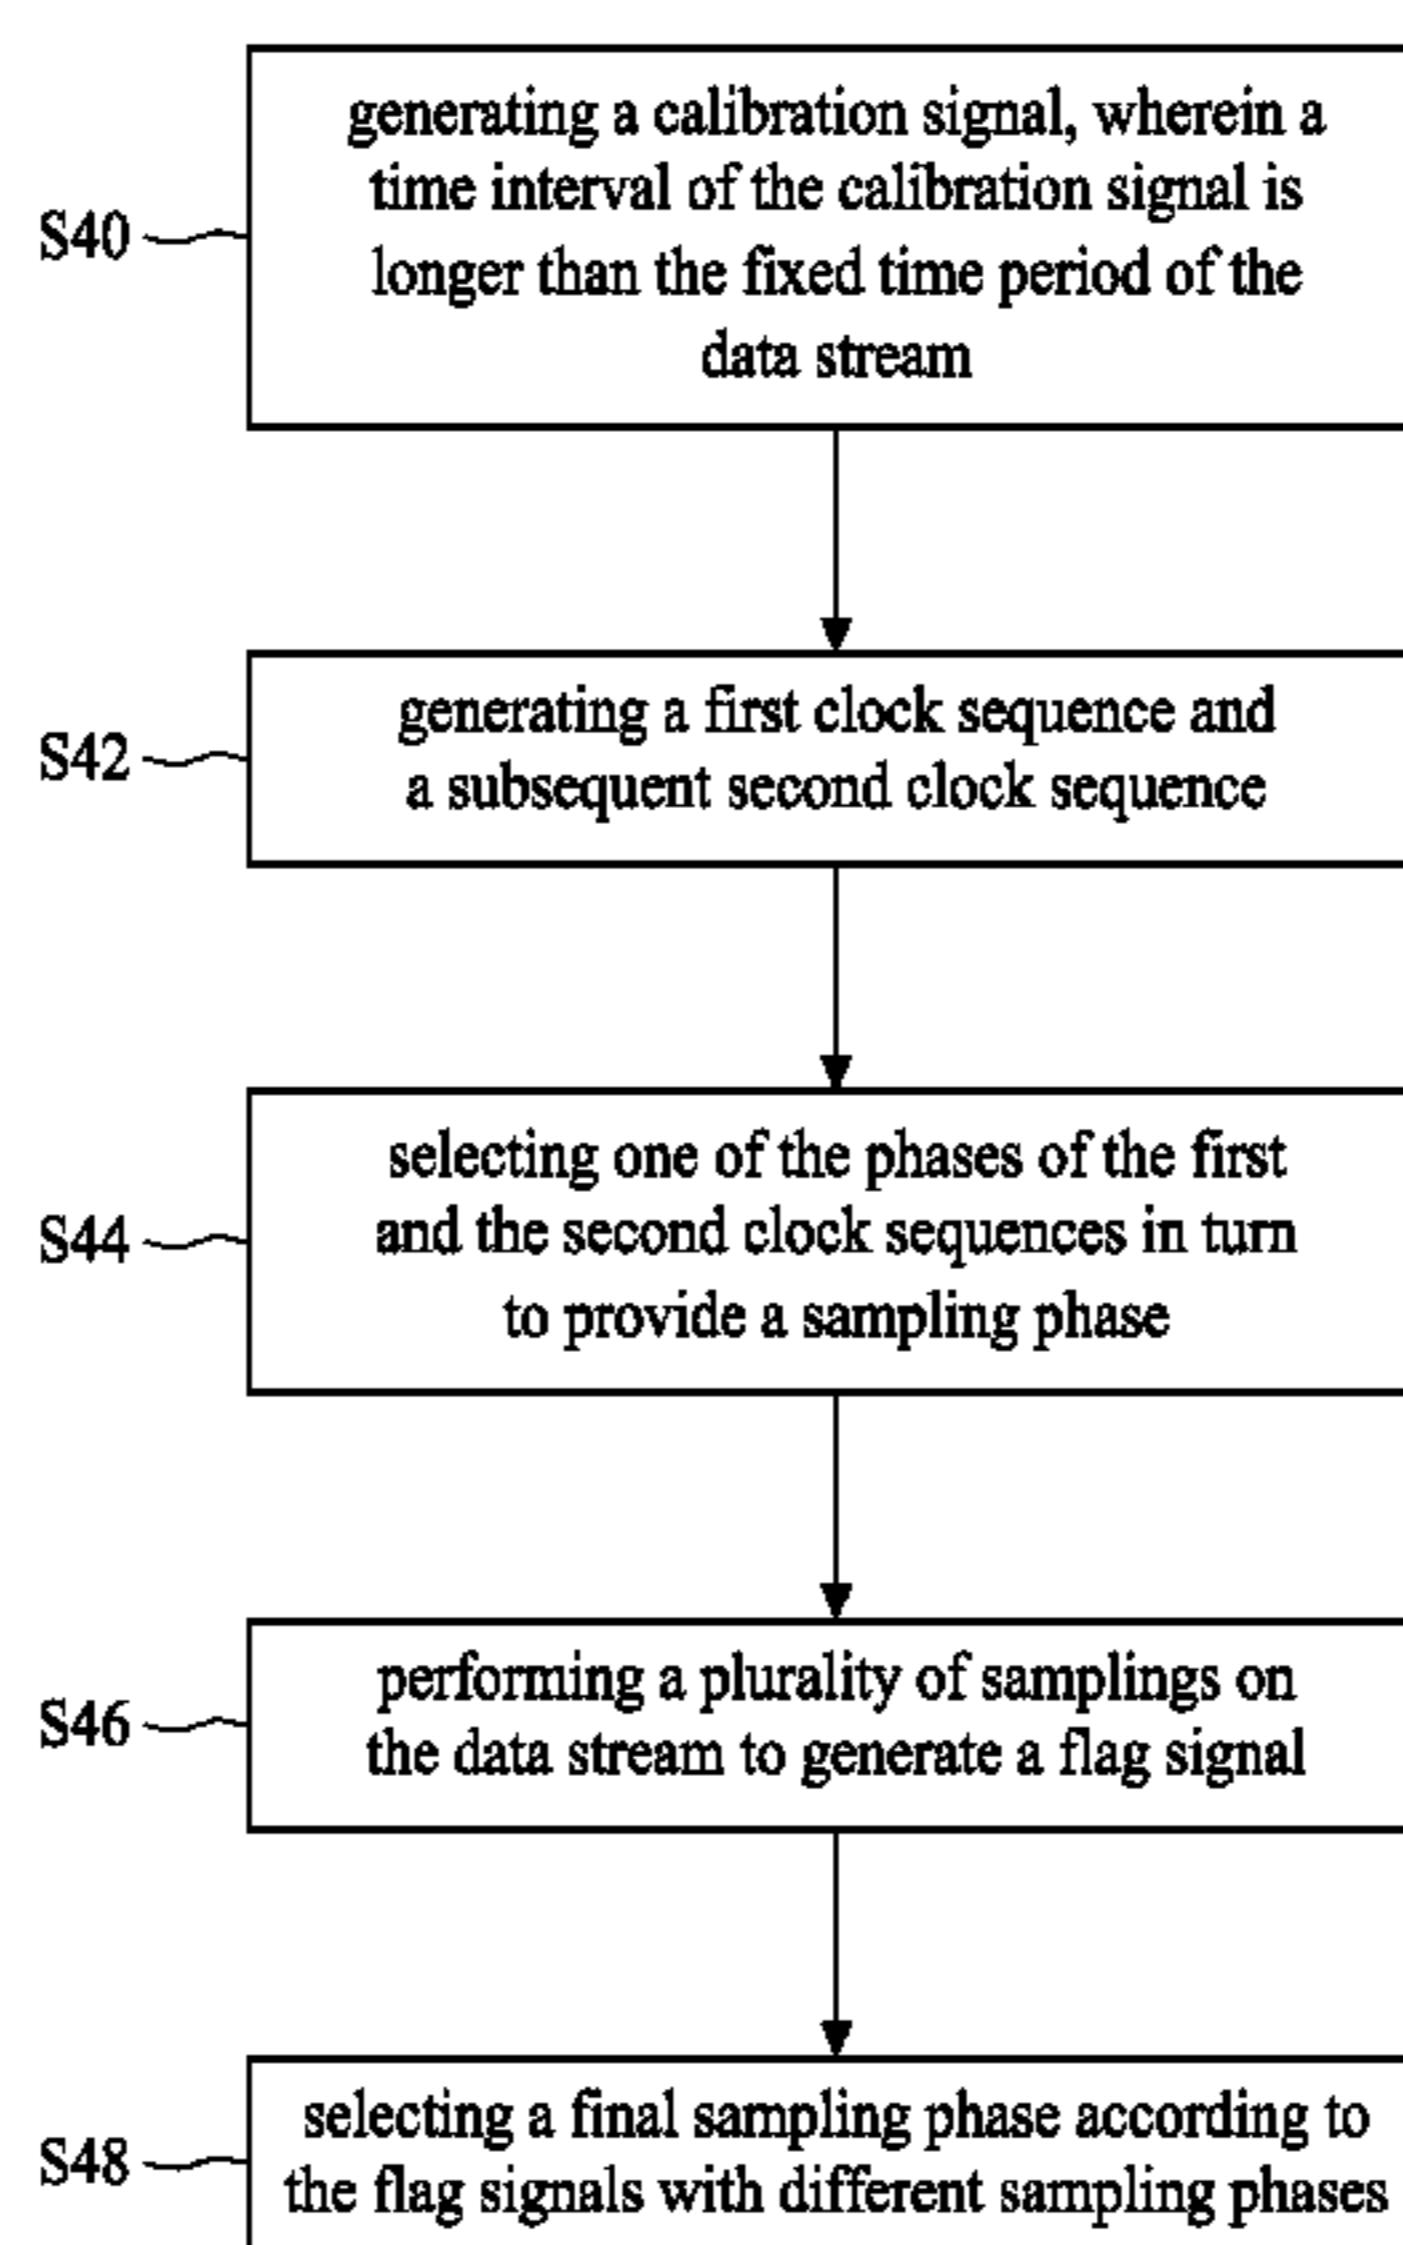 generating a calibration signal, wherein a
time interval of the calibration signal is
S40
longer than the fixed time period of the
data stream
generating a first clock sequence and
S42
a subsequent second clock sequence
selecting one of the phases of the first
S44
and the second clock sequences in turn
to provide a sampling phase
performing a plurality of samplings on
S46
the data stream to generate a flag signal
selecting a final sampling phase according to
S48
the flag signals with different sampling phases